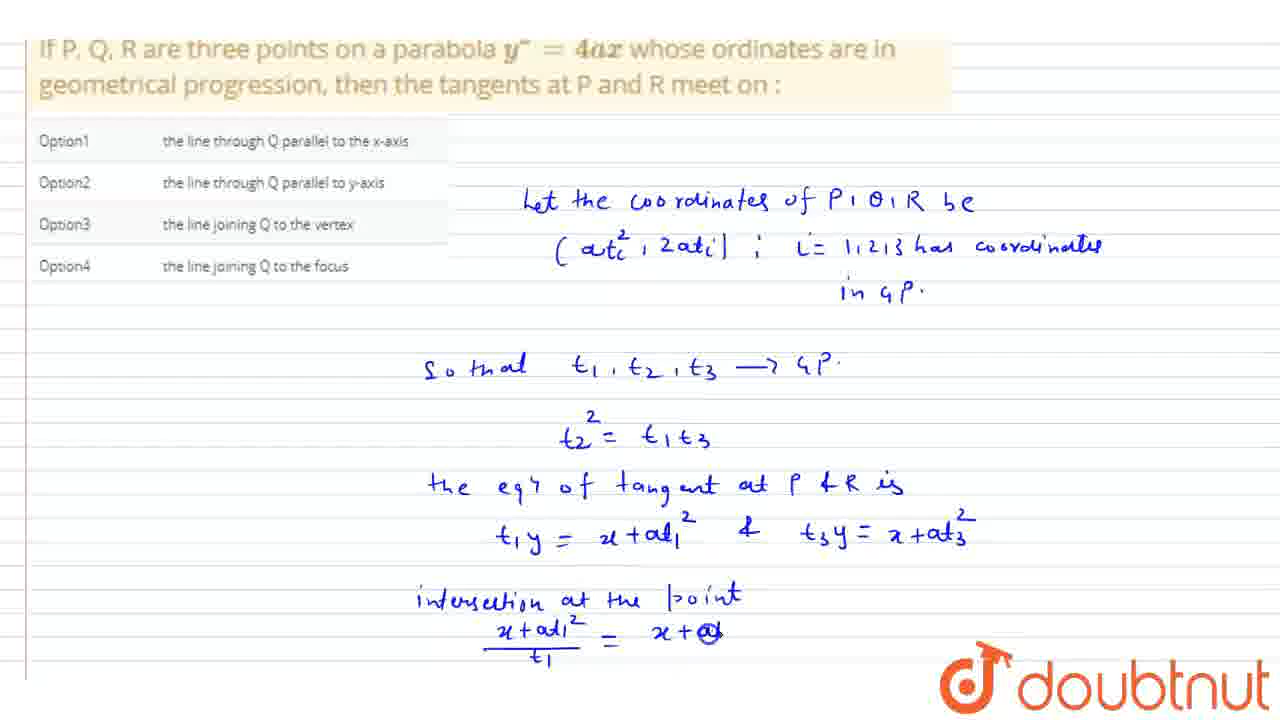 If P, Q, R are three points on a parabola y² = 4ax whose ordinates are in
geometrical progression, then the tangents at P and R meet on :
Option1 the line through Q parallel to the x-axis
Option2 the line through Q parallel to y-axis
Option3 the line joining Q to the vertex
Option4 the line joining Q to the focus
Let the coordinates of P, Q, R be
(atᵢ², 2atᵢ) ; i = 1,2,3 has coordinates
in G.P.
So that t₁, t₂, t₃ → G.P.
t₂² = t₁ t₃
the eqⁿ of tangent at P & R is
t₁y = x + at₁² & t₃y = x + at₃²
intersection at the point
(x + at₁²)/t₁ = x + a
doubtnut